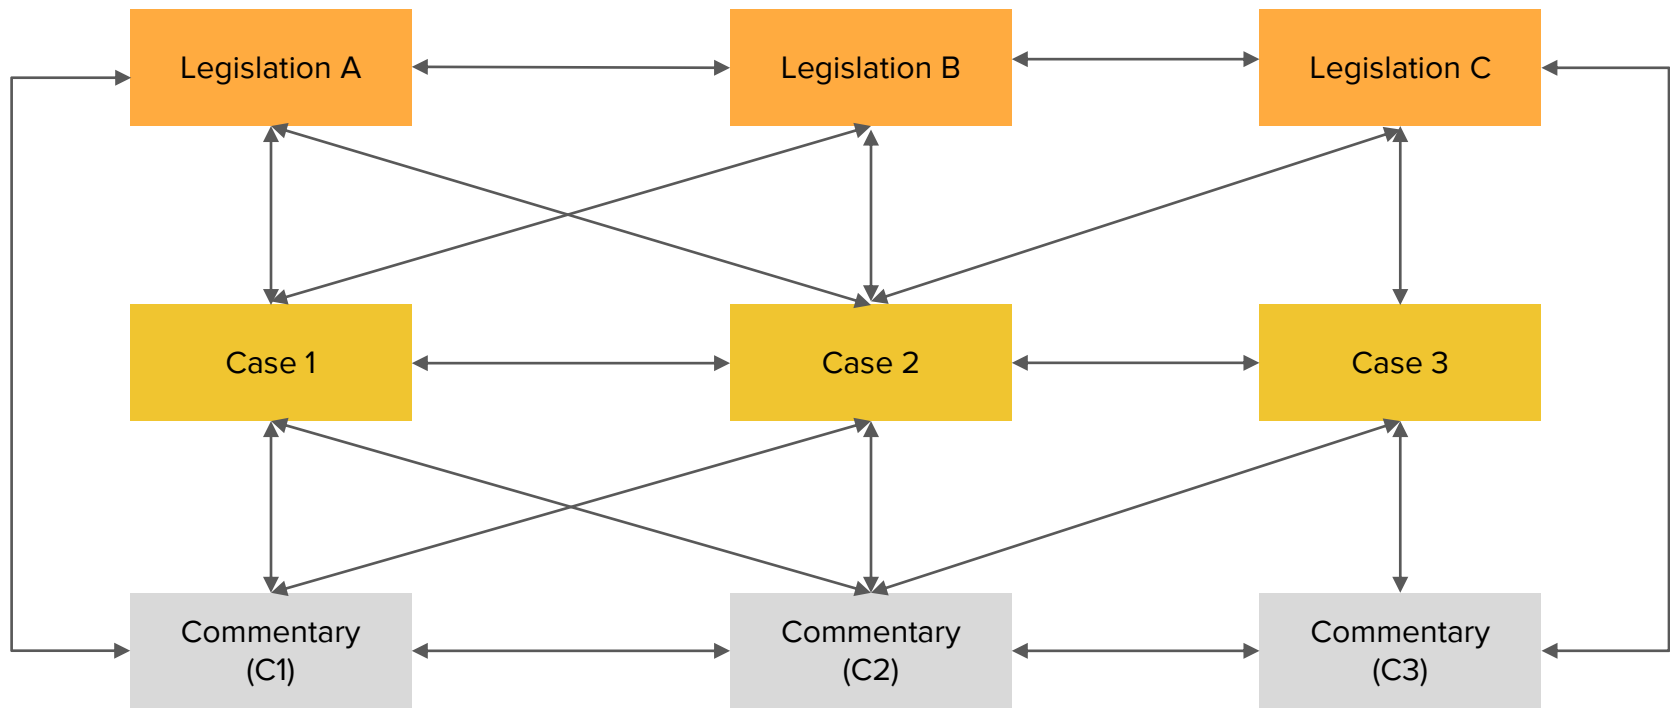 Legislation A
Legislation B
Legislation C
Case 1
Case 2
Case 3
Commentary
(C1)
Commentary
(C2)
Commentary
(C3)